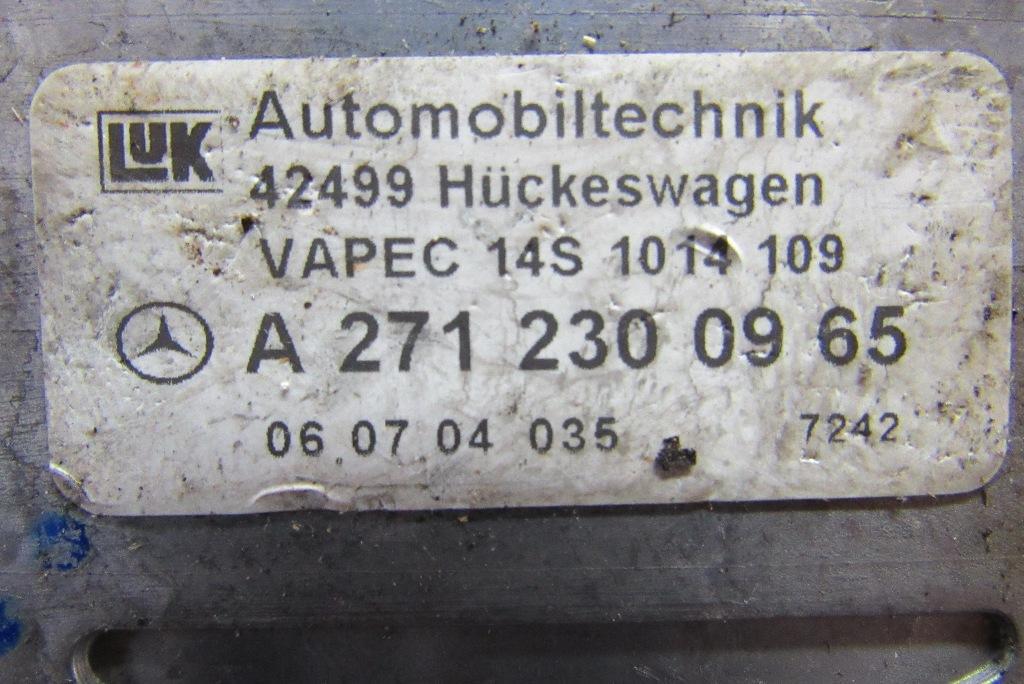 LUK Automobiltechnik
42499 Hückeswagen
VAPEC 14S 1014 109
A 271 230 09 65
06 07 04 035 7242